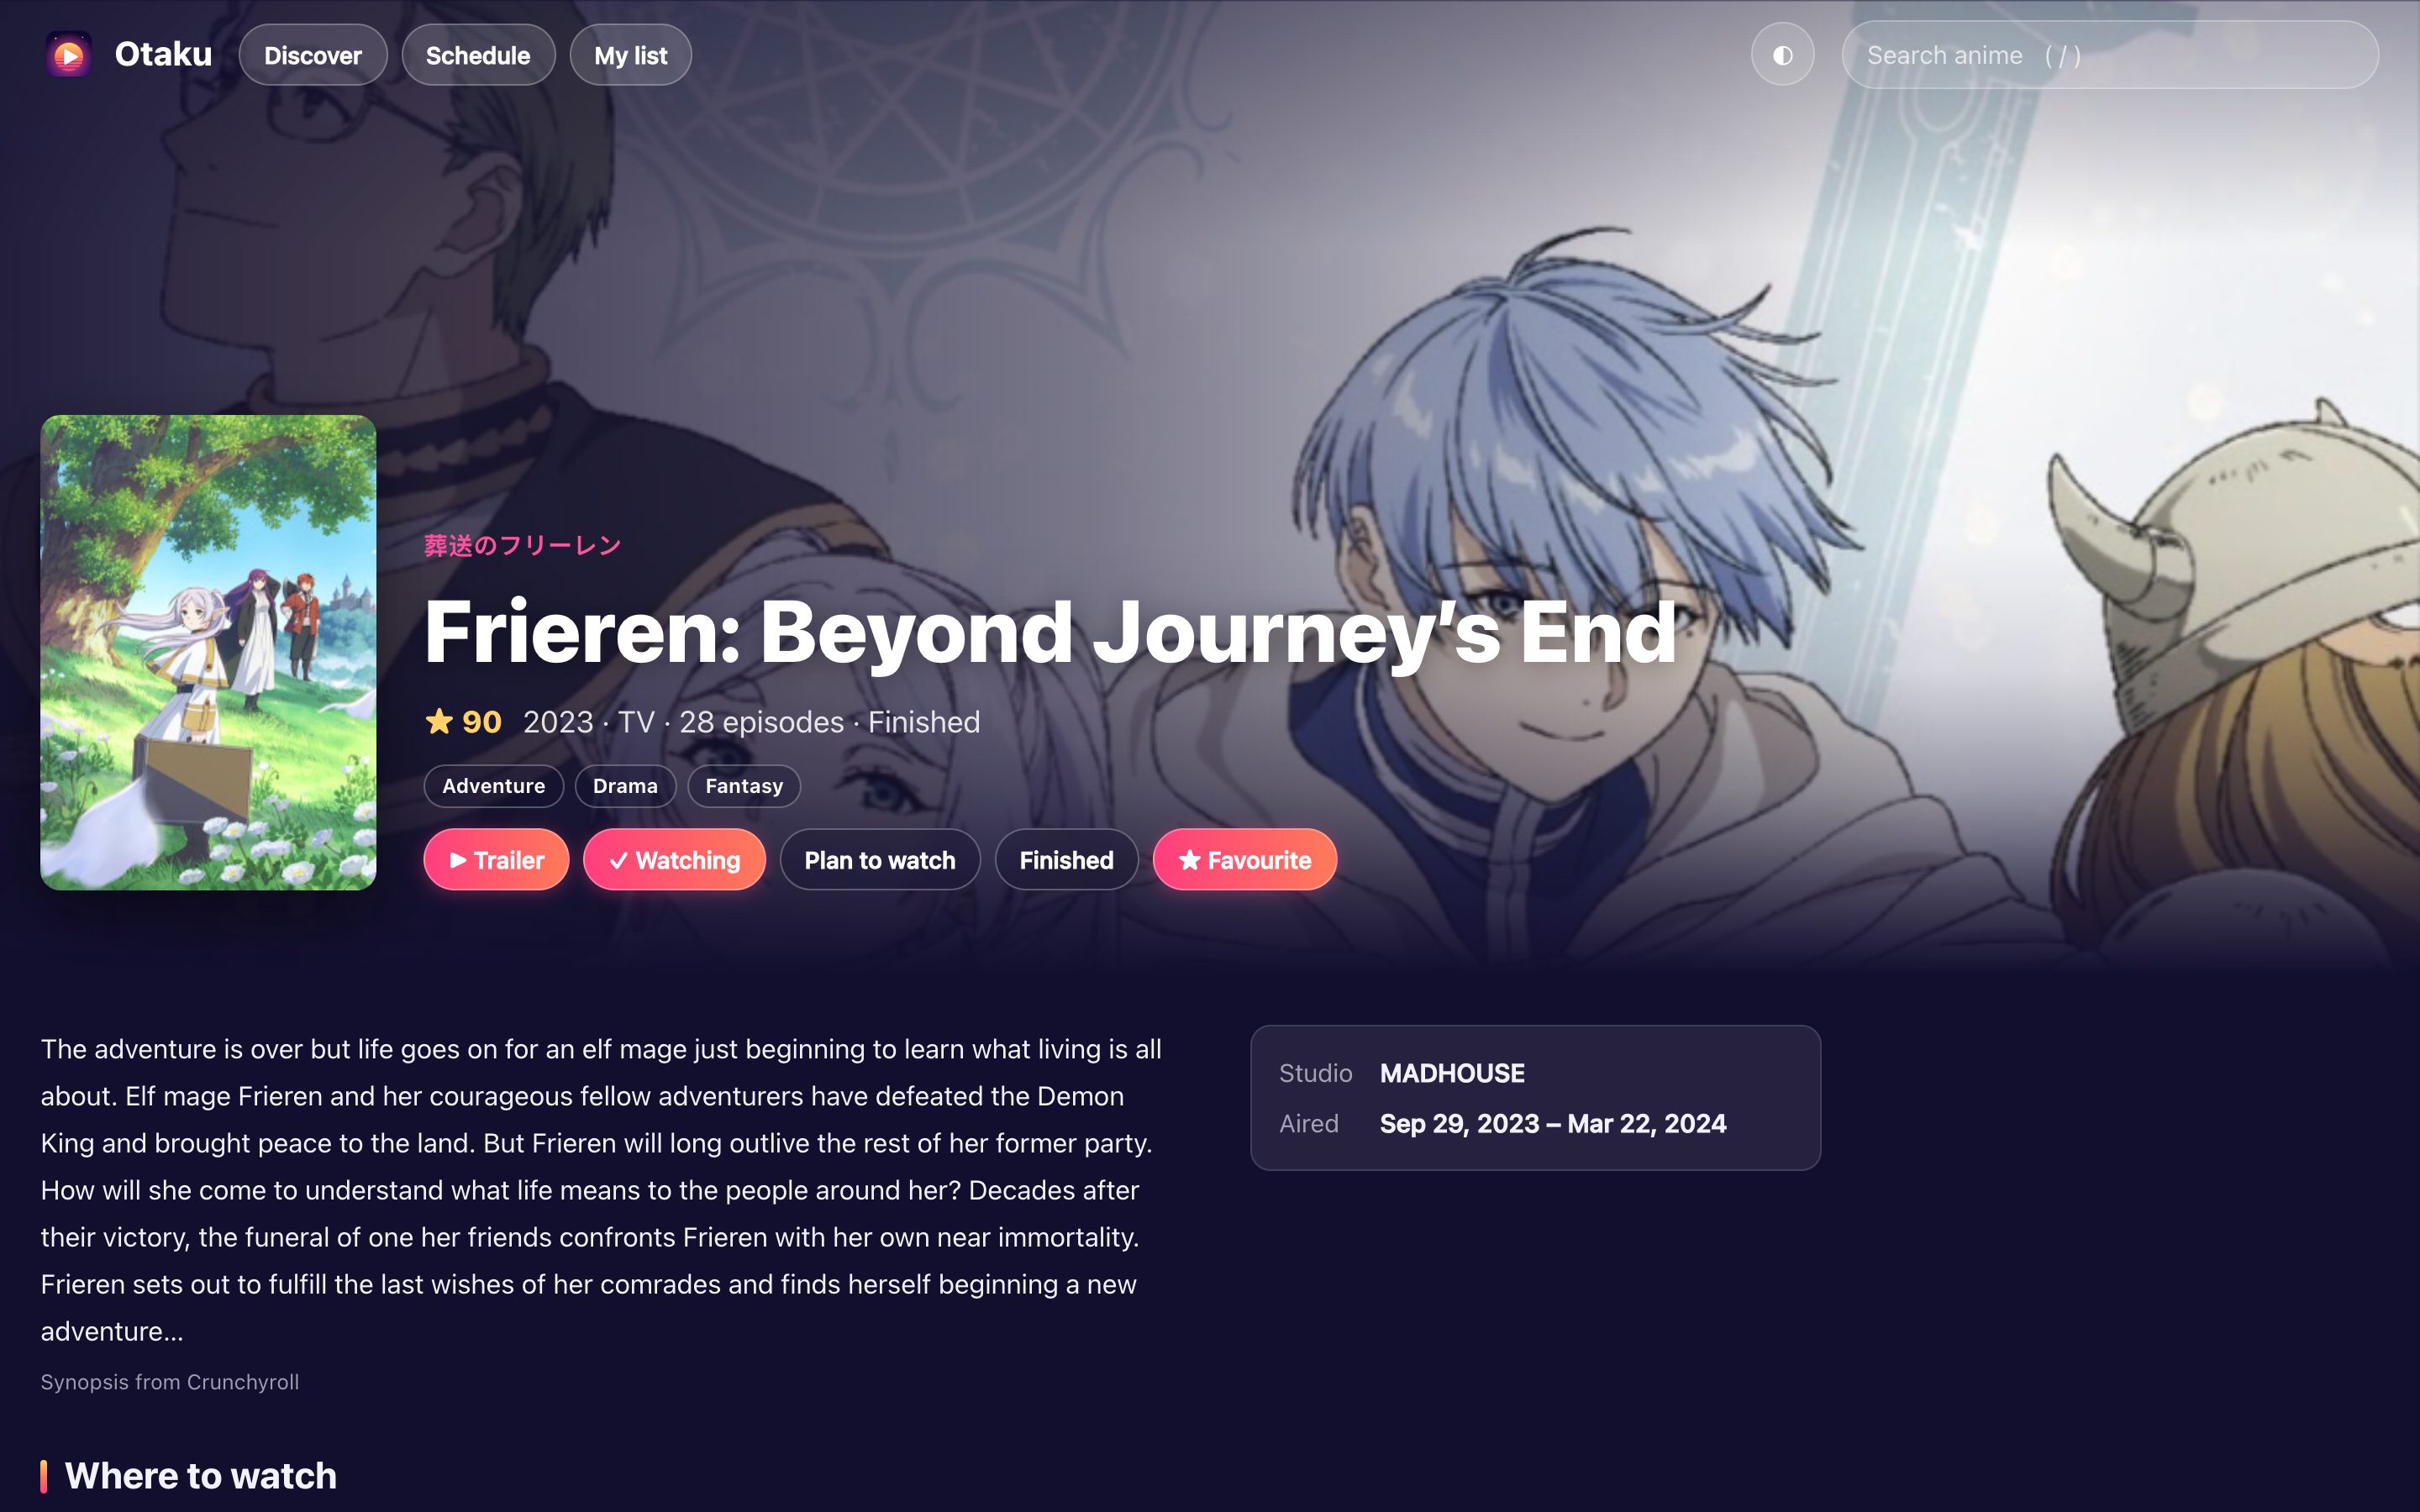 Otaku
Discover
Schedule
My list
Search anime ( / )
葬送のフリーレン
Frieren: Beyond Journey’s End
★ 90 2023 · TV · 28 episodes · Finished
Adventure
Drama
Fantasy
▶ Trailer
✓ Watching
Plan to watch
Finished
★ Favourite
The adventure is over but life goes on for an elf mage just beginning to learn what living is all
about. Elf mage Frieren and her courageous fellow adventurers have defeated the Demon
King and brought peace to the land. But Frieren will long outlive the rest of her former party.
How will she come to understand what life means to the people around her? Decades after
their victory, the funeral of one her friends confronts Frieren with her own near immortality.
Frieren sets out to fulfill the last wishes of her comrades and finds herself beginning a new
adventure…
Synopsis from Crunchyroll
Studio MADHOUSE
Aired Sep 29, 2023 – Mar 22, 2024
Where to watch